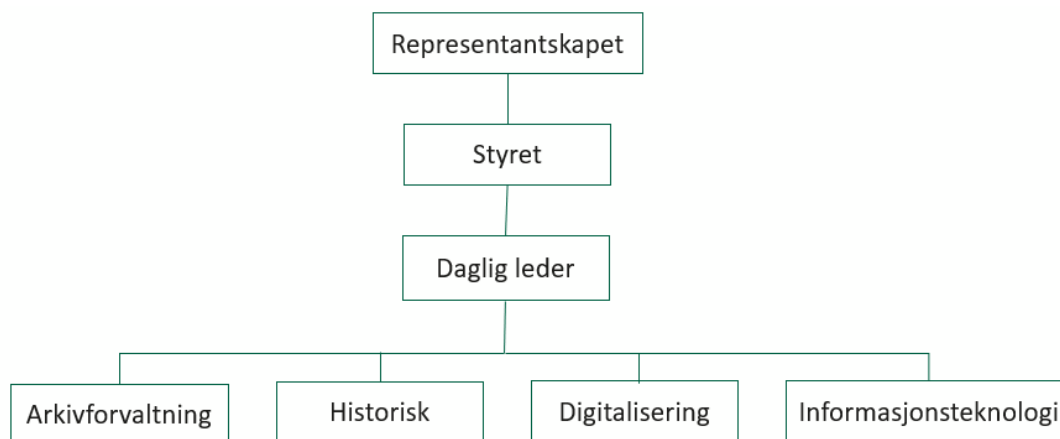 Representantskapet
Styret
Daglig leder
Arkivforvaltning
Historisk
Digitalisering
Informasjonsteknologi